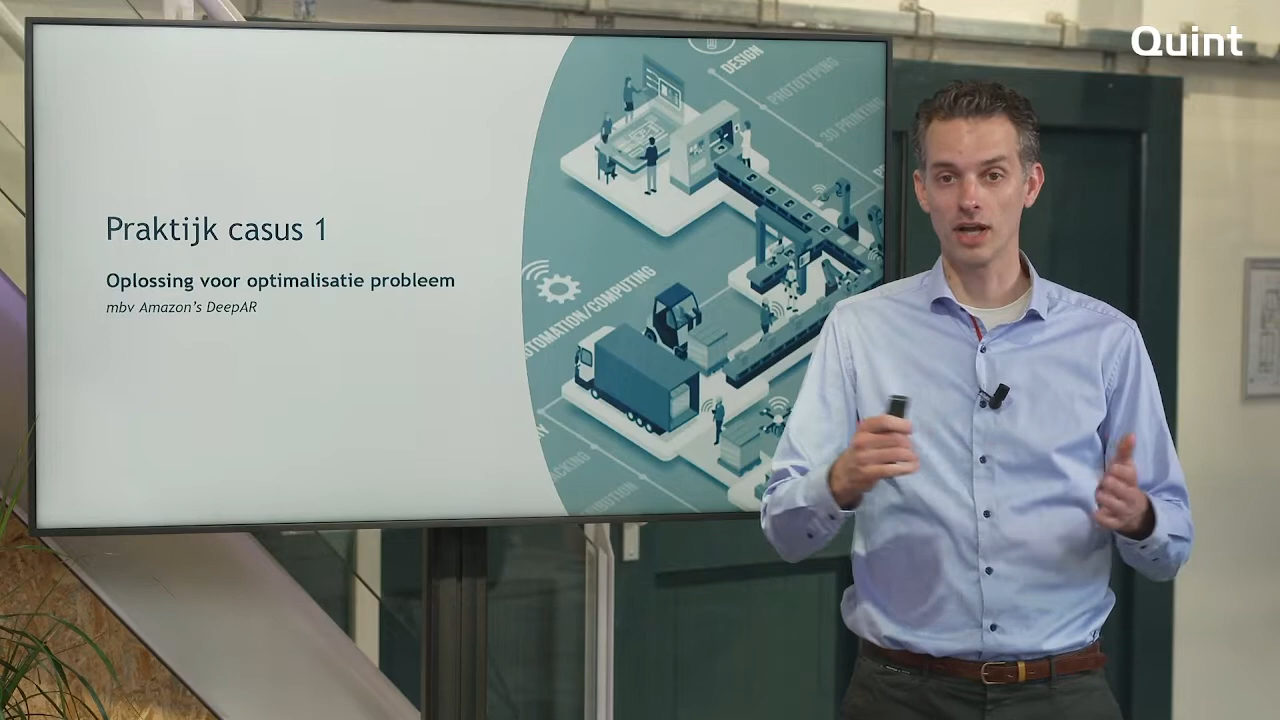 Quint
Praktijk casus 1
Oplossing voor optimalisatie probleem
mbv Amazon's DeepAR
DESIGN
PROTOTYPING
3D PRINTING
AUTOMATION/COMPUTING